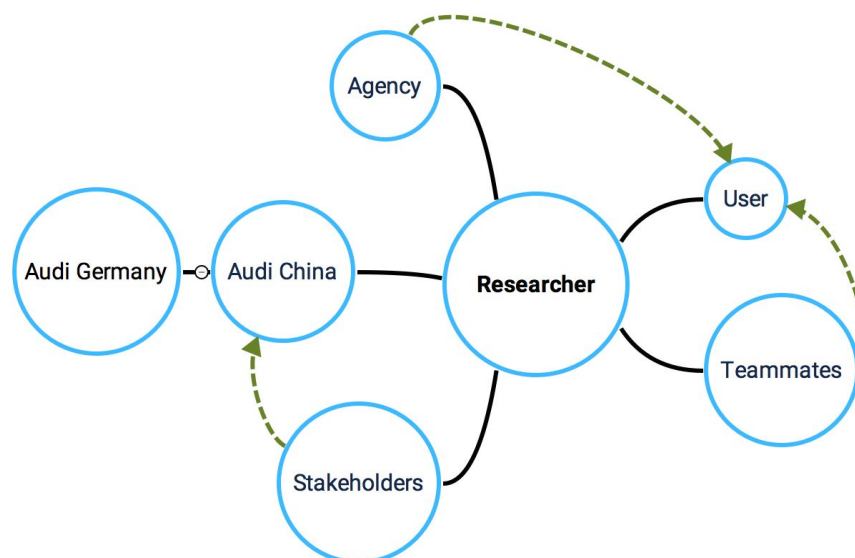 Agency
User
Audi Germany
Audi China
Researcher
Teammates
Stakeholders